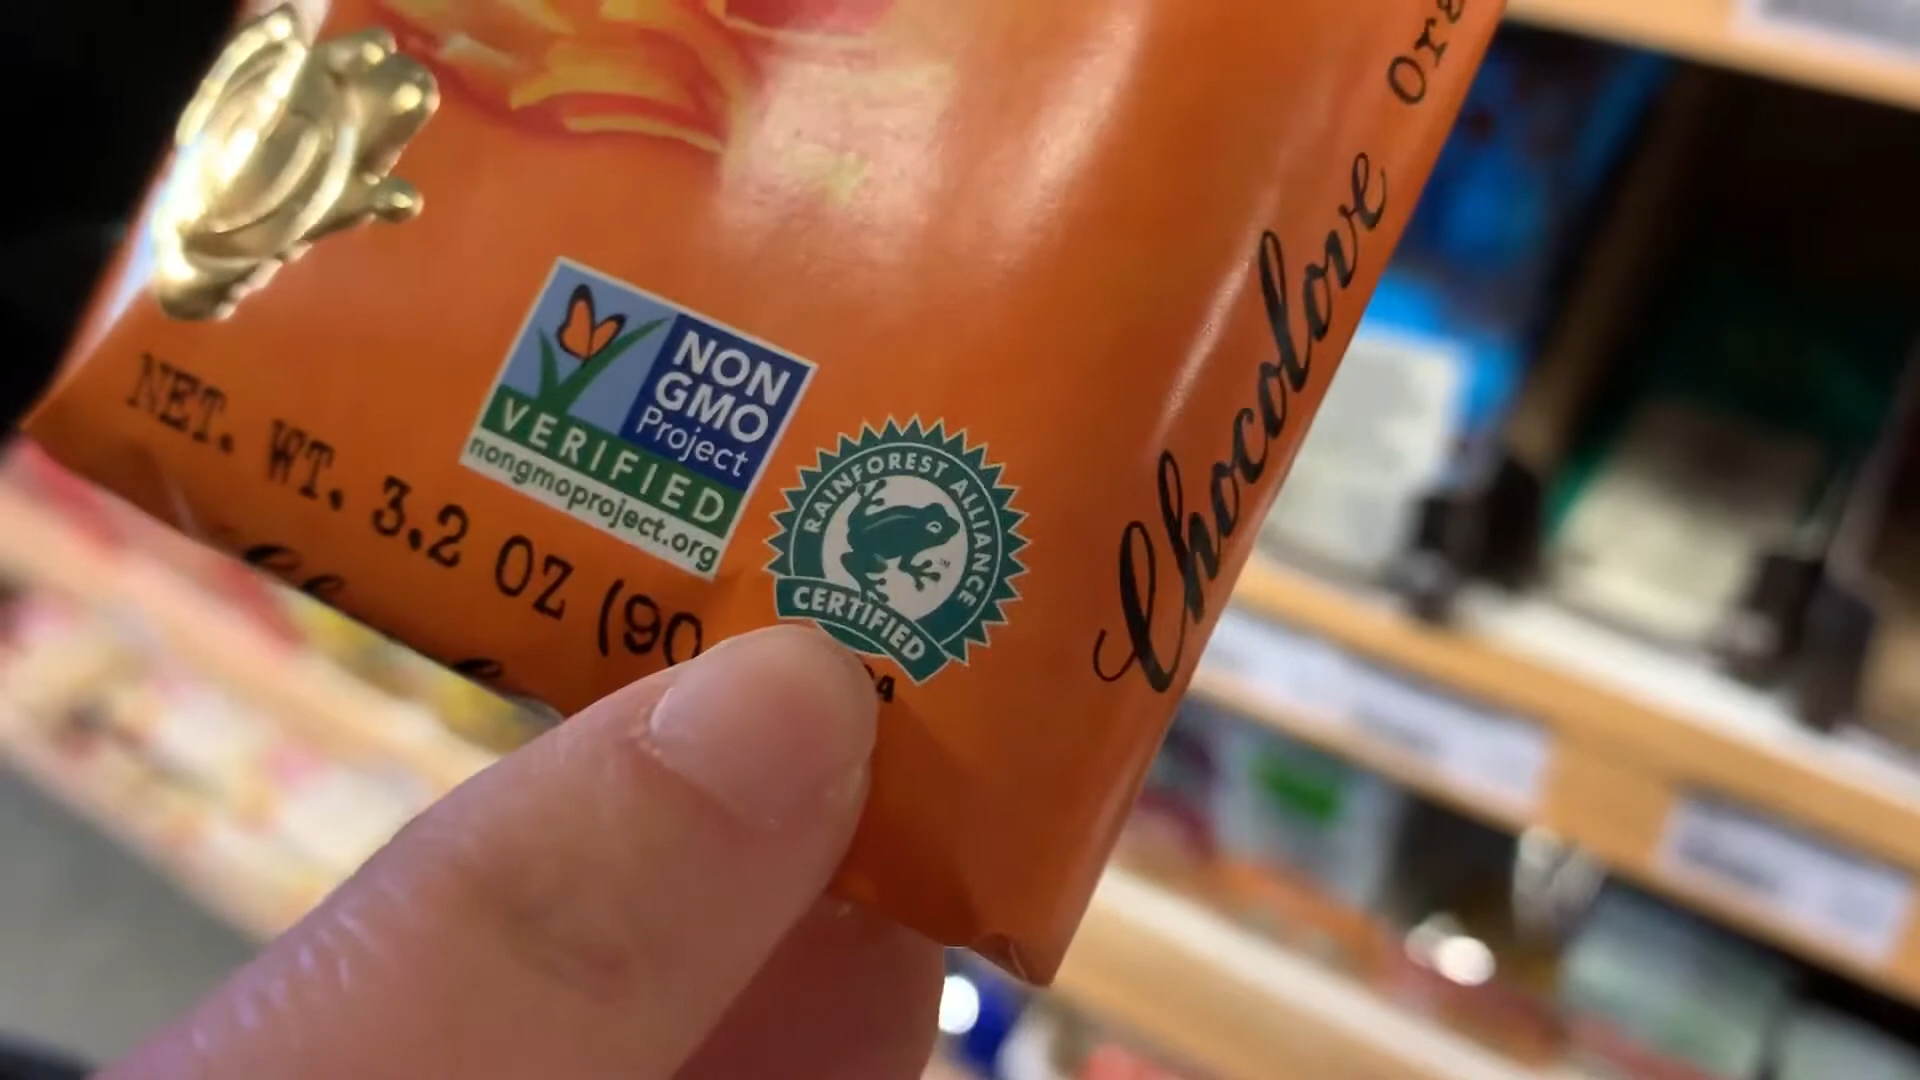 NON
GMO
Project
VERIFIED
nongmoproject.org
RAINFOREST ALLIANCE
CERTIFIED
NET. WT. 3.2 OZ (90
Chocolove